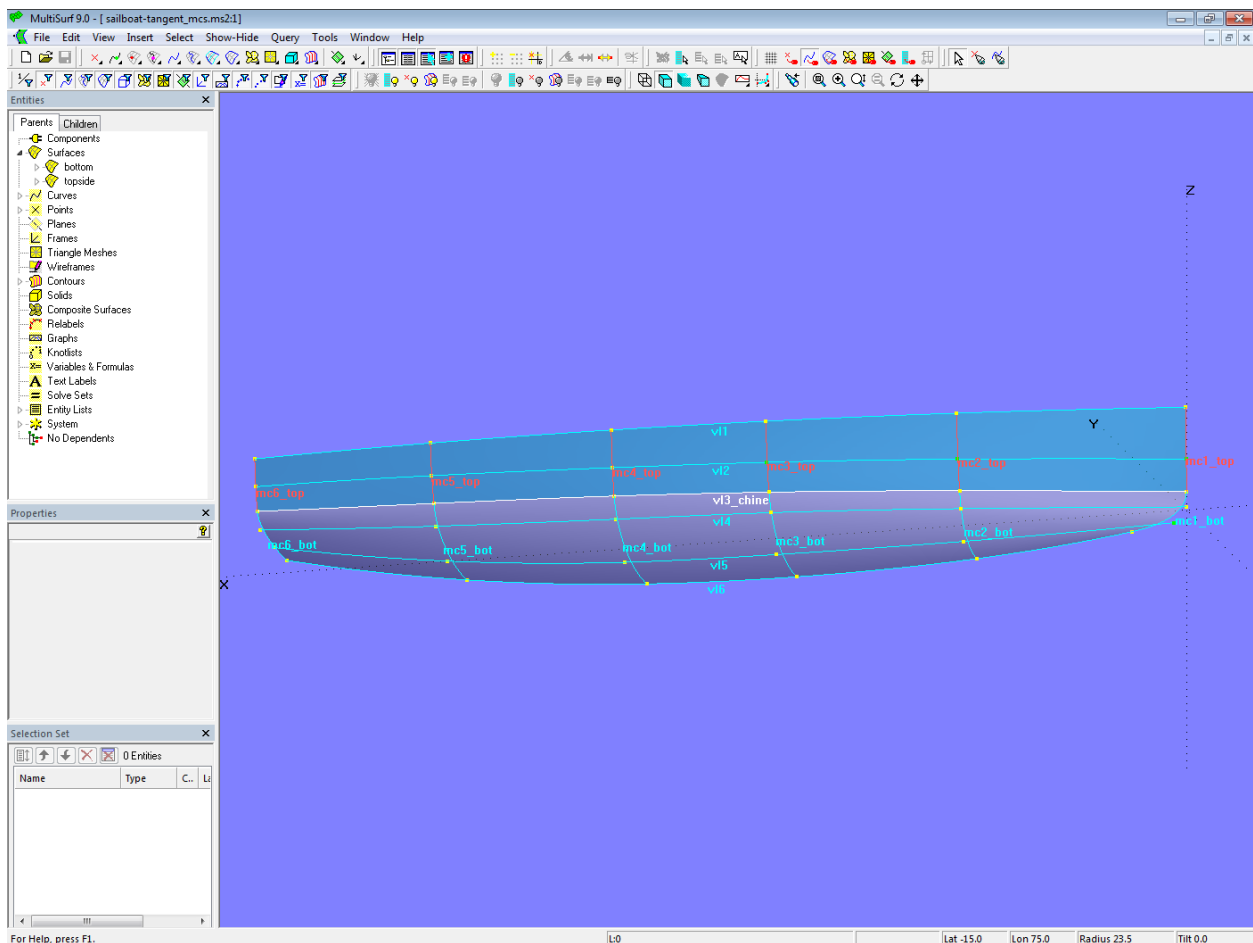 MultiSurf 9.0 - [ sailboat-tangent_mcs.ms2:1]
File Edit View Insert Select Show-Hide Query Tools Window Help
Entities
Parents Children
Components
Surfaces
bottom
topside
Curves
Points
Planes
Frames
Triangle Meshes
Wireframes
Contours
Solids
Composite Surfaces
Relabels
Graphs
Knotlists
Variables & Formulas
Text Labels
Solve Sets
Entity Lists
System
No Dependents
Properties
Selection Set
0 Entities
Name Type C.. La
Z
Y
X
vl1
vl2
mc6_top mc5_top mc4_top mc3_top mc2_top mc1_top
vl3_chine
vl4
mc6_bot mc5_bot mc4_bot mc3_bot mc2_bot mc1_bot
vl5
vl6
For Help, press F1. L:0 Lat -15.0 Lon 75.0 Radius 23.5 Tilt 0.0